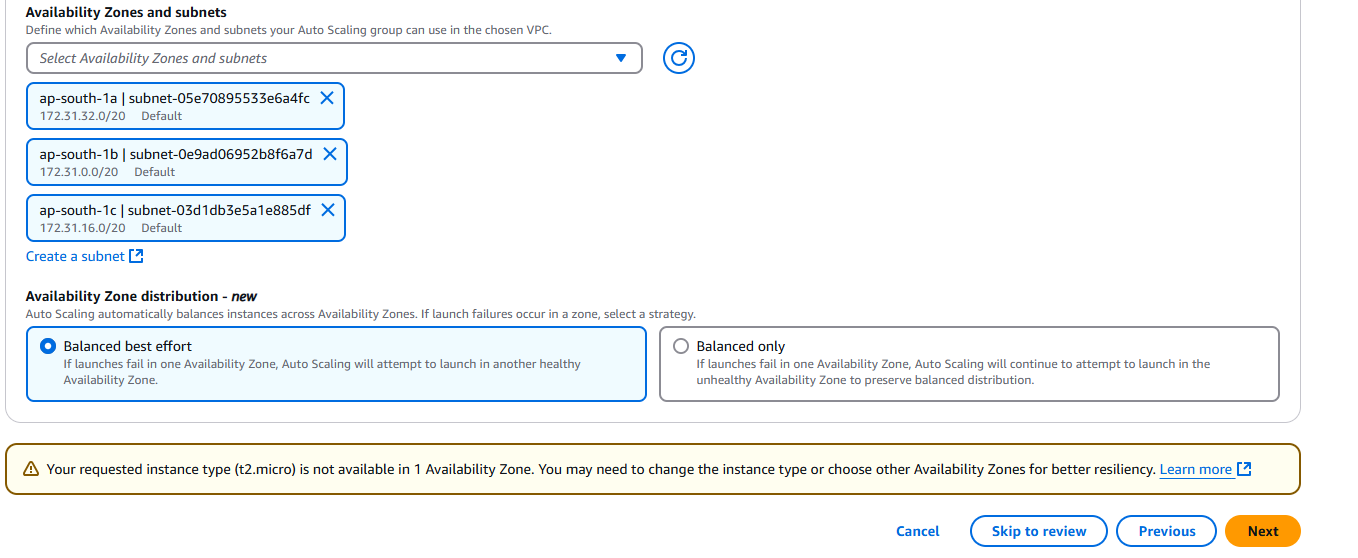 Availability Zones and subnets
Define which Availability Zones and subnets your Auto Scaling group can use in the chosen VPC.
Select Availability Zones and subnets
ap-south-1a | subnet-05e70895533e6a4fc
172.31.32.0/20 Default
ap-south-1b | subnet-0e9ad06952b8f6a7d
172.31.0.0/20 Default
ap-south-1c | subnet-03d1db3e5a1e885df
172.31.16.0/20 Default
Create a subnet
Availability Zone distribution - new
Auto Scaling automatically balances instances across Availability Zones. If launch failures occur in a zone, select a strategy.
Balanced best effort
If launches fail in one Availability Zone, Auto Scaling will attempt to launch in another healthy
Availability Zone.
Balanced only
If launches fail in one Availability Zone, Auto Scaling will continue to attempt to launch in the
unhealthy Availability Zone to preserve balanced distribution.
Your requested instance type (t2.micro) is not available in 1 Availability Zone. You may need to change the instance type or choose other Availability Zones for better resiliency. Learn more
Cancel Skip to review Previous Next